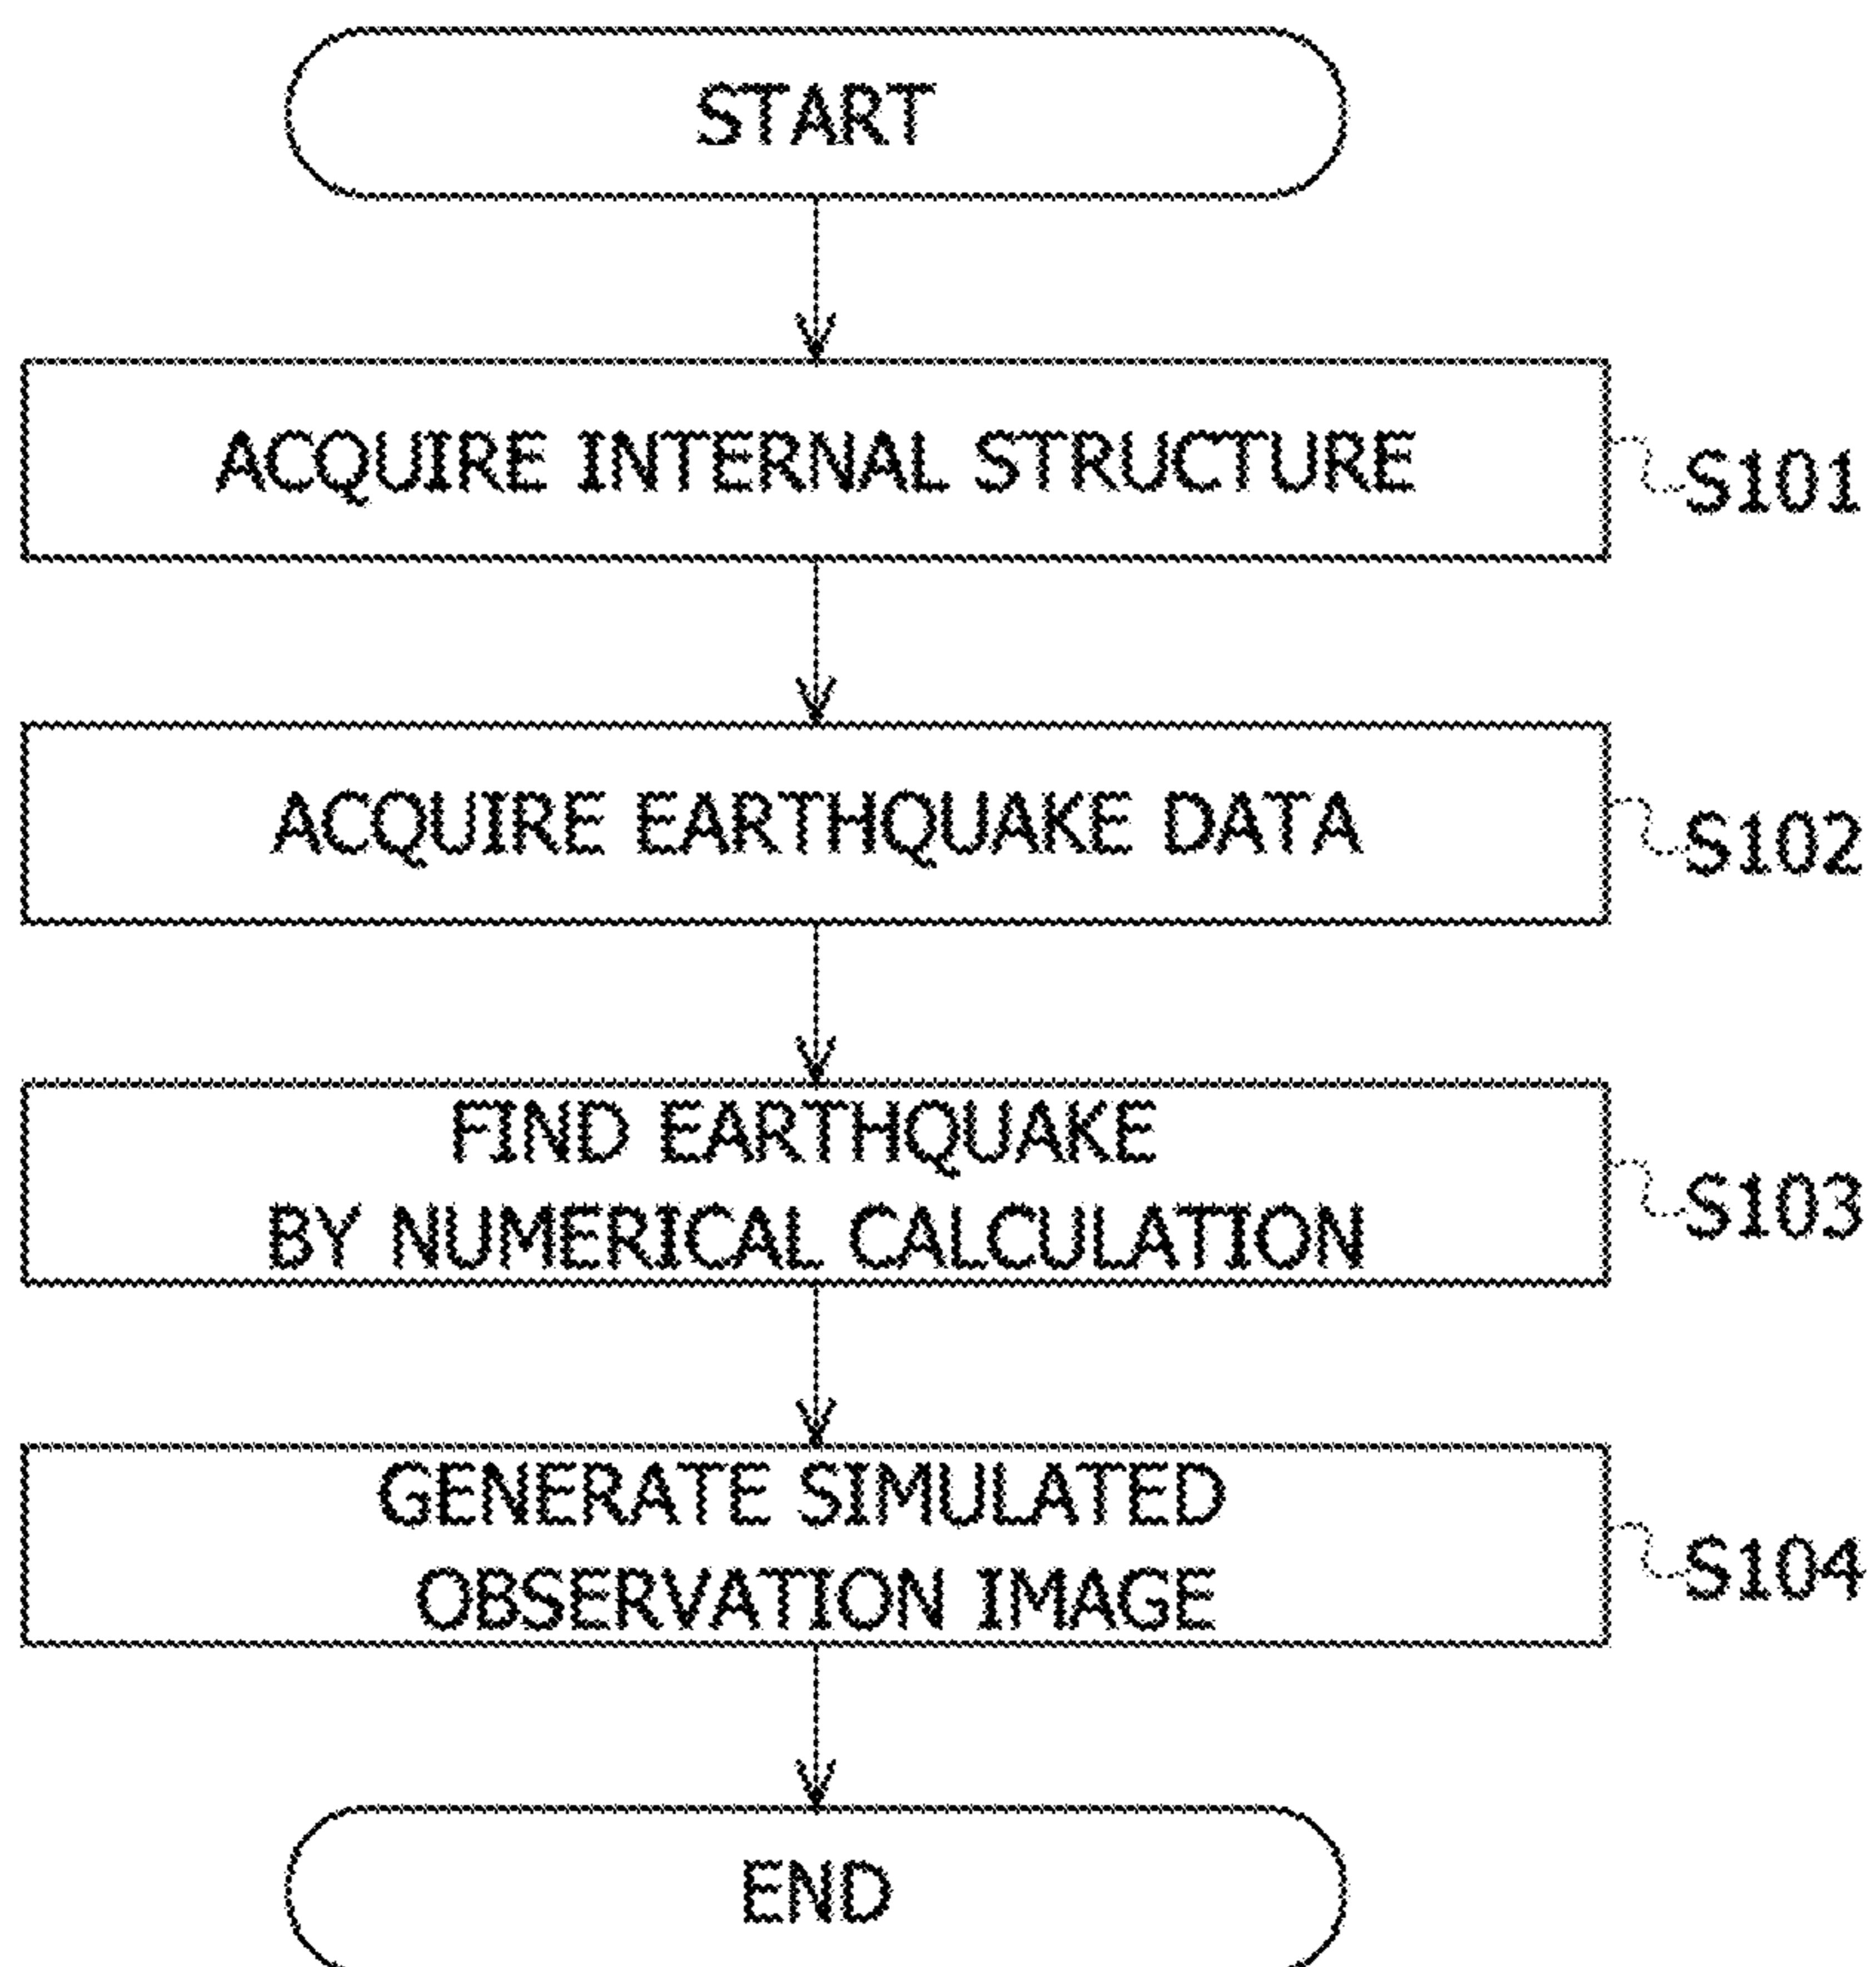 START
ACQUIRE INTERNAL STRUCTURE
S101
ACQUIRE EARTHQUAKE DATA
S102
FIND EARTHQUAKE
BY NUMERICAL CALCULATION
S103
GENERATE SIMULATED
OBSERVATION IMAGE
S104
END